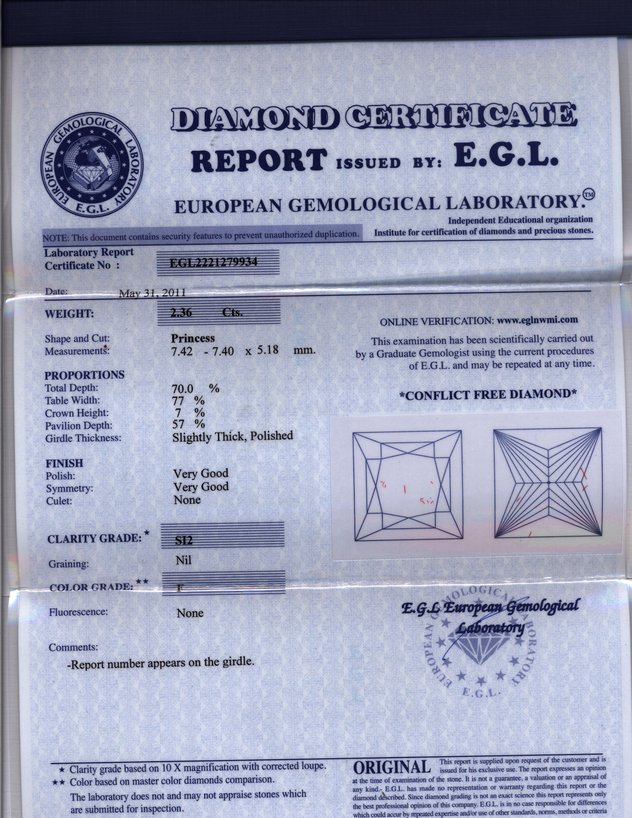 DIAMOND CERTIFICATE
REPORT ISSUED BY: E.G.L.
EUROPEAN GEMOLOGICAL LABORATORY.™
EUROPEAN GEMOLOGICAL LABORATORY
E.G.L.
Independent Educational organization
Institute for certification of diamonds and precious stones.
NOTE: This document contains security features to prevent unauthorized duplication.
Laboratory Report
Certificate No : EGL2221279934
Date: May 31, 2011
WEIGHT: 2.36 Cts.
Shape and Cut: Princess
Measurements: 7.42 - 7.40 x 5.18 mm.
PROPORTIONS
Total Depth: 70.0 %
Table Width: 77 %
Crown Height: 7 %
Pavilion Depth: 57 %
Girdle Thickness: Slightly Thick, Polished
FINISH
Polish: Very Good
Symmetry: Very Good
Culet: None
CLARITY GRADE: * SI2
Graining: Nil
COLOR GRADE: **
Fluorescence: None
Comments:
-Report number appears on the girdle.
ONLINE VERIFICATION: www.eglnwmi.com
This examination has been scientifically carried out
by a Graduate Gemologist using the current procedures
of E.G.L. and may be repeated at any time.
*CONFLICT FREE DIAMOND*
E.G.L European Gemological
Laboratory
EUROPEAN GEMOLOGICAL LABORATORY
E.G.L.
★ Clarity grade based on 10 X magnification with corrected loupe.
★★ Color based on master color diamonds comparison.
The laboratory does not and may not appraise stones which
are submitted for inspection.
ORIGINAL This report is supplied upon request of the customer and is
issued for his exclusive use. The report expresses an opinion
at the time of examination of the stone. It is not a guarantee, a valuation or an appraisal of
any kind.- E.G.L. has made no representation or warranty regarding this report or the
diamond described. Since diamond grading is not an exact science this report represents only
the best professional opinion of this company. E.G.L. is in no case responsible for differences
which could occur by repeated expertise and/or use of other standards, norms, methods or criteria